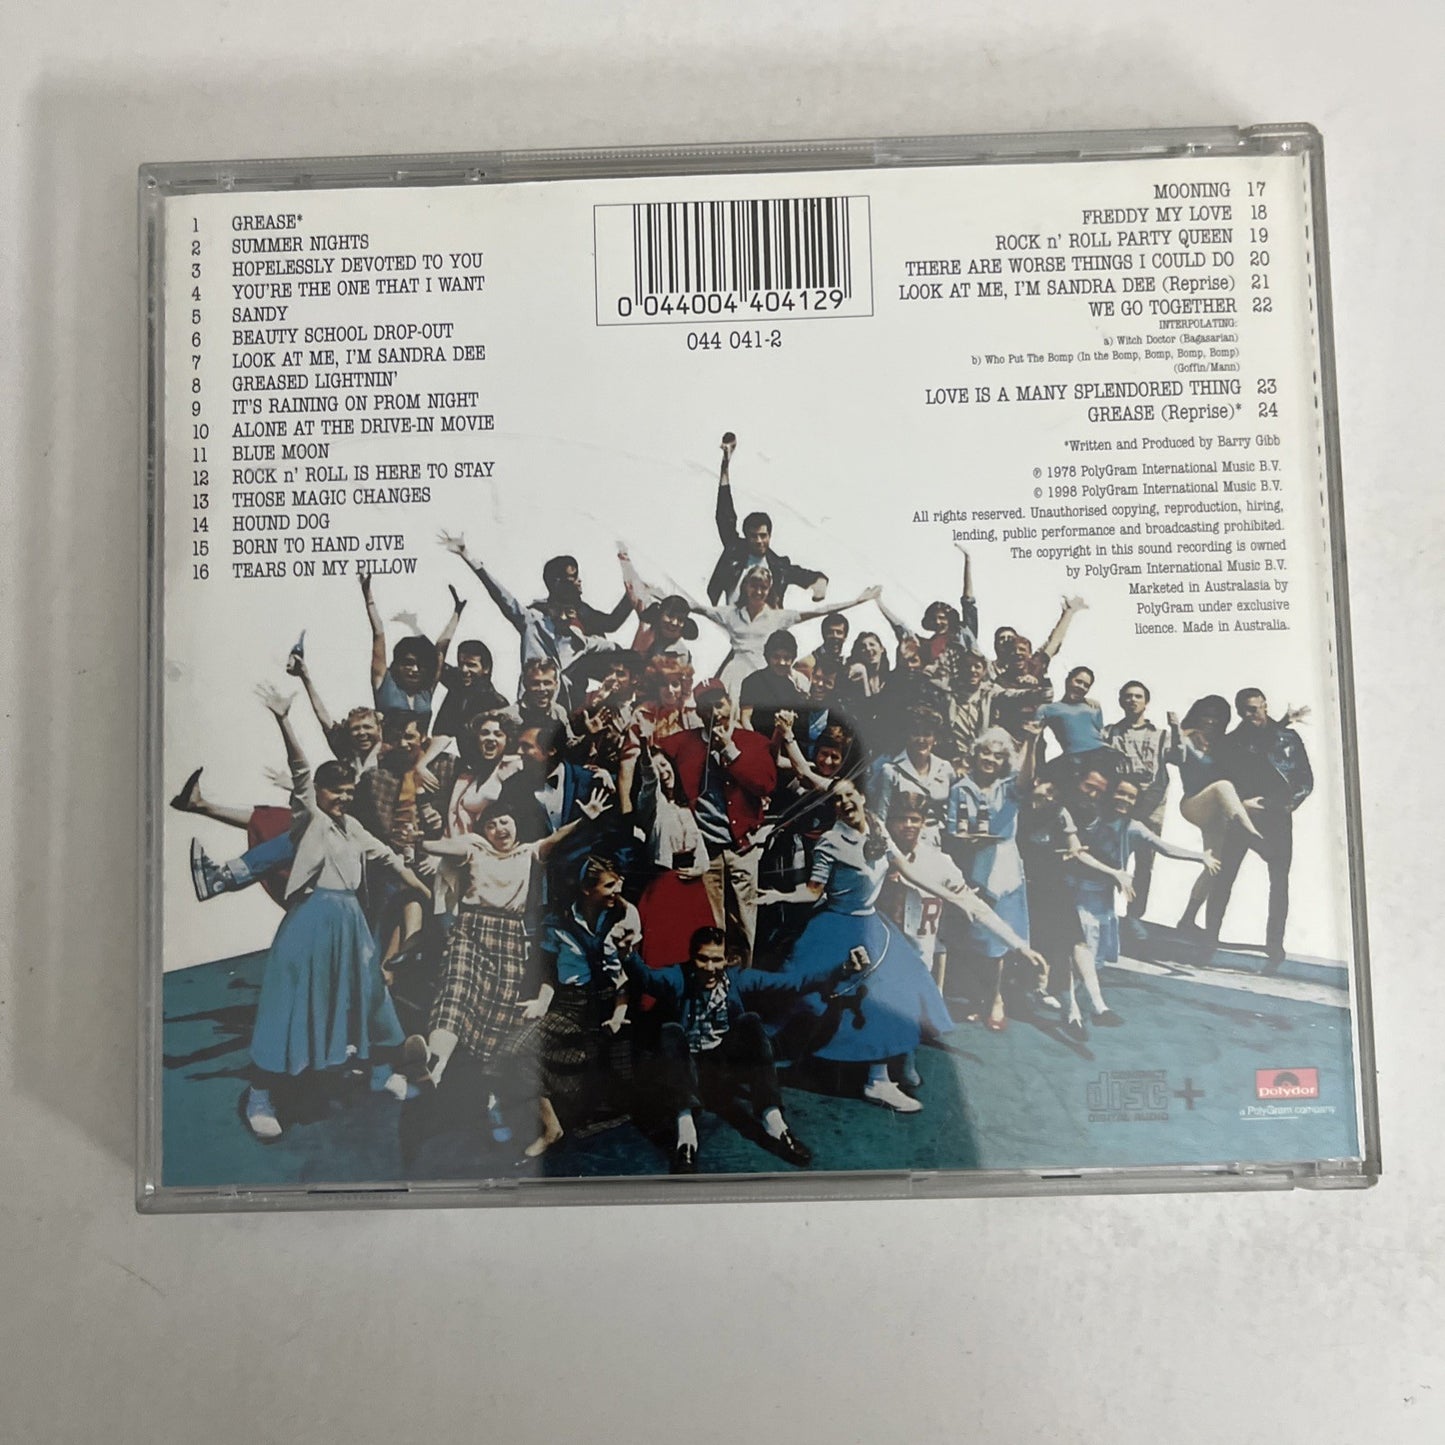 1 GREASE*
2 SUMMER NIGHTS
3 HOPELESSLY DEVOTED TO YOU
4 YOU'RE THE ONE THAT I WANT
5 SANDY
6 BEAUTY SCHOOL DROP-OUT
7 LOOK AT ME, I'M SANDRA DEE
8 GREASED LIGHTNIN'
9 IT'S RAINING ON PROM NIGHT
10 ALONE AT THE DRIVE-IN MOVIE
11 BLUE MOON
12 ROCK n' ROLL IS HERE TO STAY
13 THOSE MAGIC CHANGES
14 HOUND DOG
15 BORN TO HAND JIVE
16 TEARS ON MY PILLOW
0 044004 404129
044 041-2
MOONING 17
FREDDY MY LOVE 18
ROCK n' ROLL PARTY QUEEN 19
THERE ARE WORSE THINGS I COULD DO 20
LOOK AT ME, I'M SANDRA DEE (Reprise) 21
WE GO TOGETHER 22
INTERPOLATING:
a) Witch Doctor (Bagasarian)
b) Who Put The Bomp (In the Bomp, Bomp, Bomp, Bomp)
(Goffin/Mann)
LOVE IS A MANY SPLENDORED THING 23
GREASE (Reprise)* 24
*Written and Produced by Barry Gibb
℗ 1978 PolyGram International Music B.V.
© 1998 PolyGram International Music B.V.
All rights reserved. Unauthorised copying, reproduction, hiring,
lending, public performance and broadcasting prohibited.
The copyright in this sound recording is owned
by PolyGram International Music B.V.
Marketed in Australasia by
PolyGram under exclusive
licence. Made in Australia.
R
COMPACT
disc +
DIGITAL AUDIO
Polydor
a PolyGram company